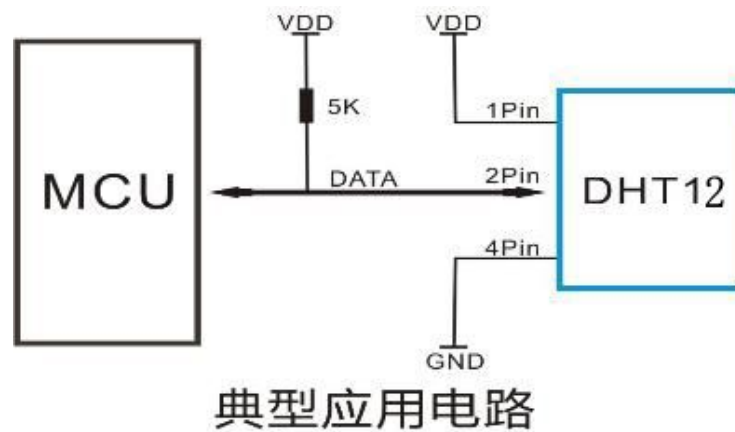 VDD VDD
5K
1Pin
MCU
DATA
2Pin
DHT12
4Pin
GND
典型应用电路